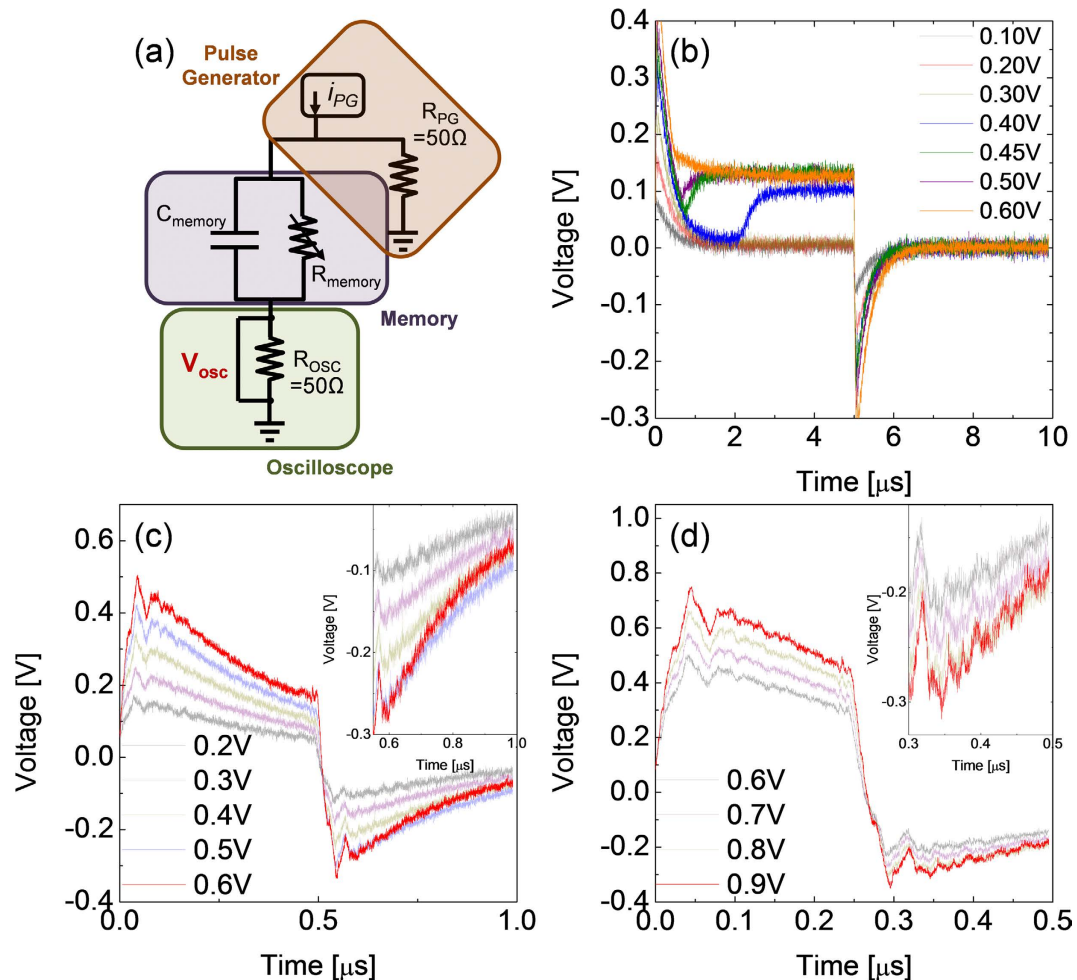 (a)
Pulse
Generator
iPG
RPG
=50Ω
Cmemory
Rmemory
Memory
Vosc
ROSC
=50Ω
Oscilloscope
(b)
0.4
0.3
0.2
0.1
0.0
-0.1
-0.2
-0.3
Voltage [V]
0.10V
0.20V
0.30V
0.40V
0.45V
0.50V
0.60V
0 2 4 6 8 10
Time [μs]
(c)
0.6
0.4
0.2
0.0
-0.2
-0.4
Voltage [V]
0.2V
0.3V
0.4V
0.5V
0.6V
0.0 0.5 1.0
Time [μs]
-0.1
-0.2
-0.3
Voltage [V]
0.6 0.8 1.0
Time [μs]
(d)
1.0
0.8
0.6
0.4
0.2
0.0
-0.2
-0.4
Voltage [V]
0.6V
0.7V
0.8V
0.9V
0.0 0.1 0.2 0.3 0.4 0.5
Time [μs]
-0.2
-0.3
Voltage [V]
0.3 0.4 0.5
Time [μs]